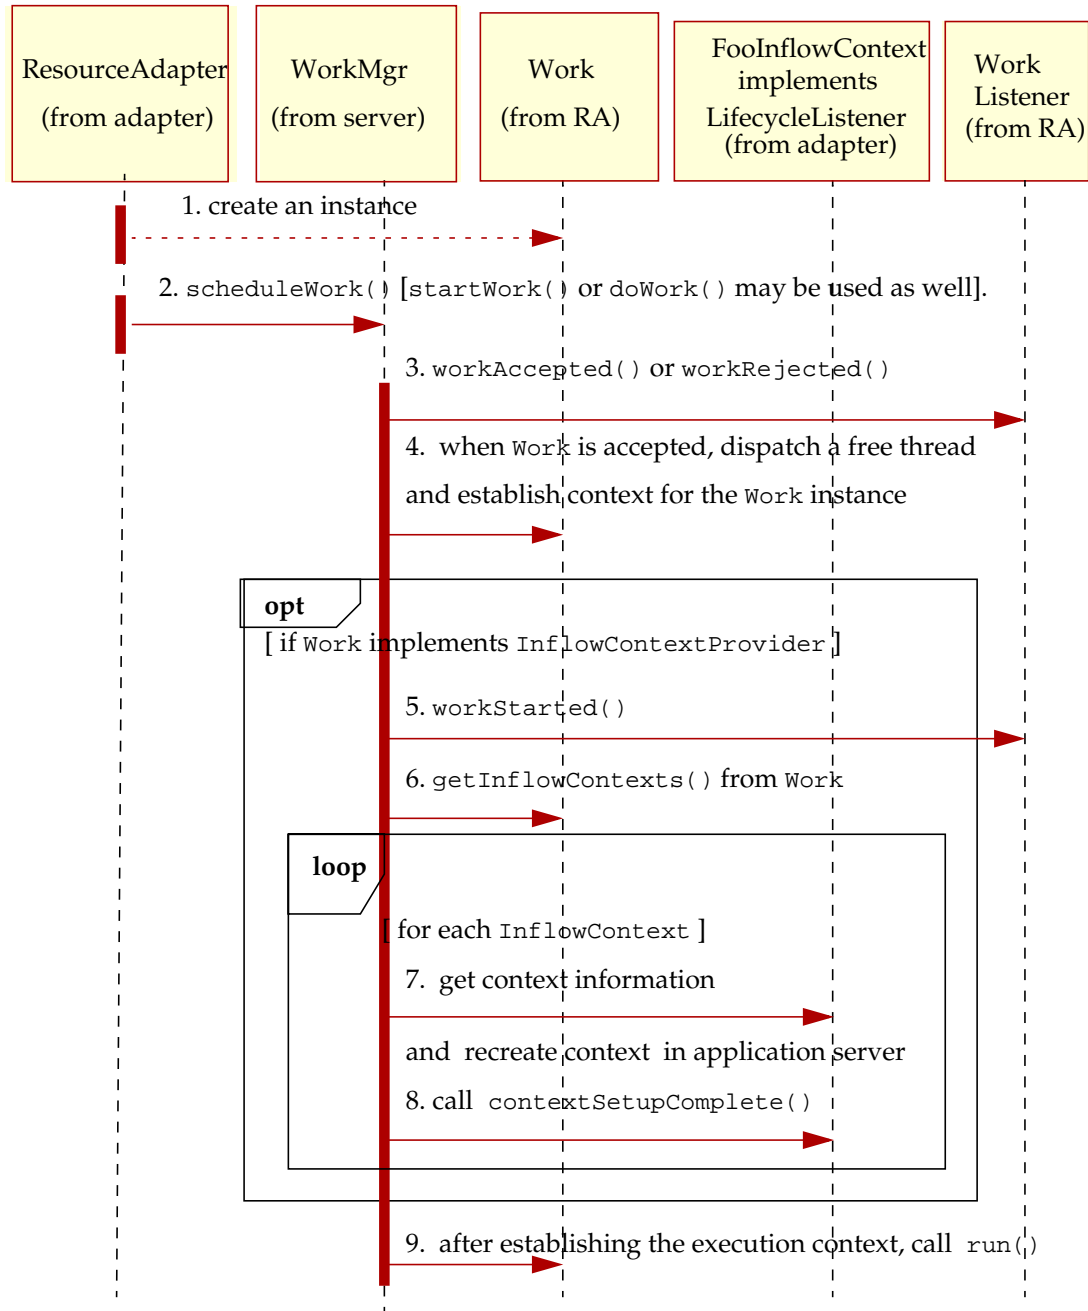 ResourceAdapter
(from adapter)
WorkMgr
(from server)
Work
(from RA)
FooInflowContext
implements
LifecycleListener
(from adapter)
Work
Listener
(from RA)
1. create an instance
2. scheduleWork() [startWork() or doWork() may be used as well].
3. workAccepted() or workRejected()
4. when Work is accepted, dispatch a free thread
and establish context for the Work instance
opt
[ if Work implements InflowContextProvider ]
5. workStarted()
6. getInflowContexts() from Work
loop
[ for each InflowContext ]
7. get context information
and recreate context in application server
8. call contextSetupComplete()
9. after establishing the execution context, call run()